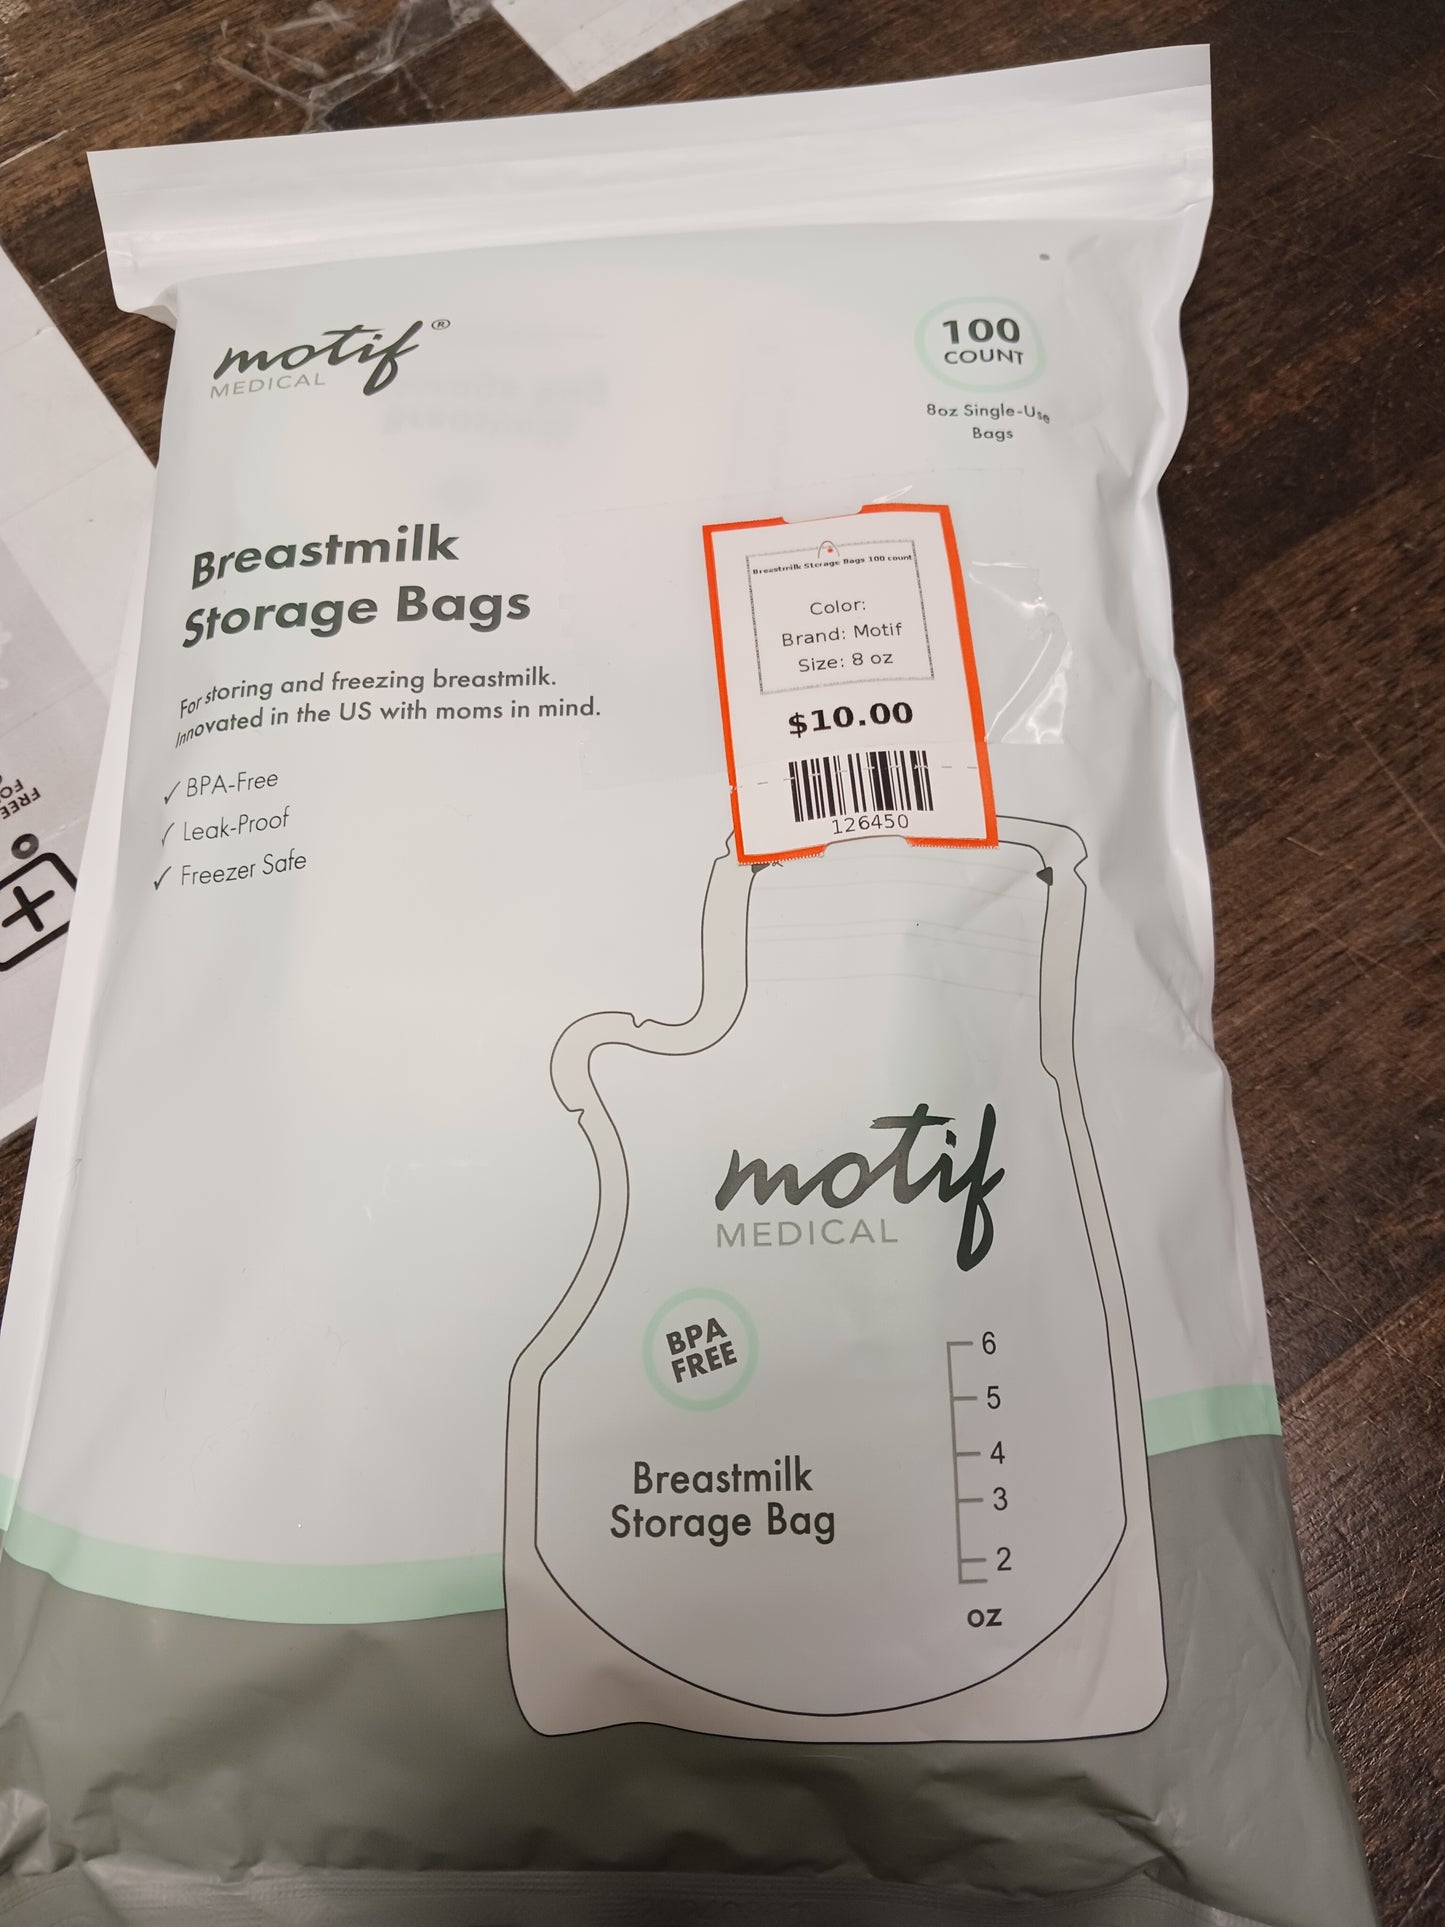 motif®
MEDICAL
100
COUNT
8oz Single-Use
Bags
Breastmilk
Storage Bags
For storing and freezing breastmilk.
Innovated in the US with moms in mind.
✓ BPA-Free
✓ Leak-Proof
✓ Freezer Safe
Breastmilk Storage Bags 100 count
Color:
Brand: Motif
Size: 8 oz
$10.00
126450
motif
MEDICAL
BPA
FREE
6
5
4
3
2
oz
Breastmilk
Storage Bag
FREE